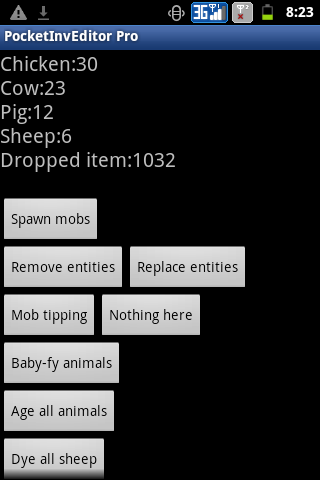 3G 8:23
PocketInvEditor Pro
Chicken:30
Cow:23
Pig:12
Sheep:6
Dropped item:1032
Spawn mobs
Remove entities Replace entities
Mob tipping Nothing here
Baby-fy animals
Age all animals
Dye all sheep